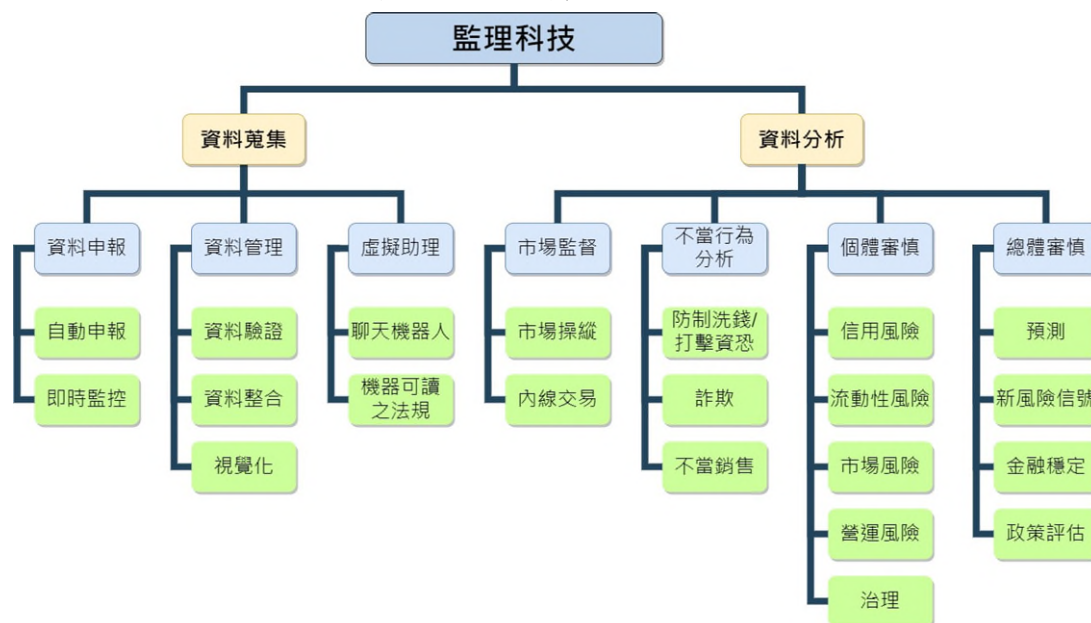 監理科技
資料蒐集
資料分析
資料申報
資料管理
虛擬助理
市場監督
不當行為
分析
個體審慎
總體審慎
自動申報
資料驗證
聊天機器人
市場操縱
防制洗錢/
打擊資恐
信用風險
預測
即時監控
資料整合
機器可讀
之法規
內線交易
詐欺
流動性風險
新風險信號
視覺化
不當銷售
市場風險
金融穩定
營運風險
政策評估
治理